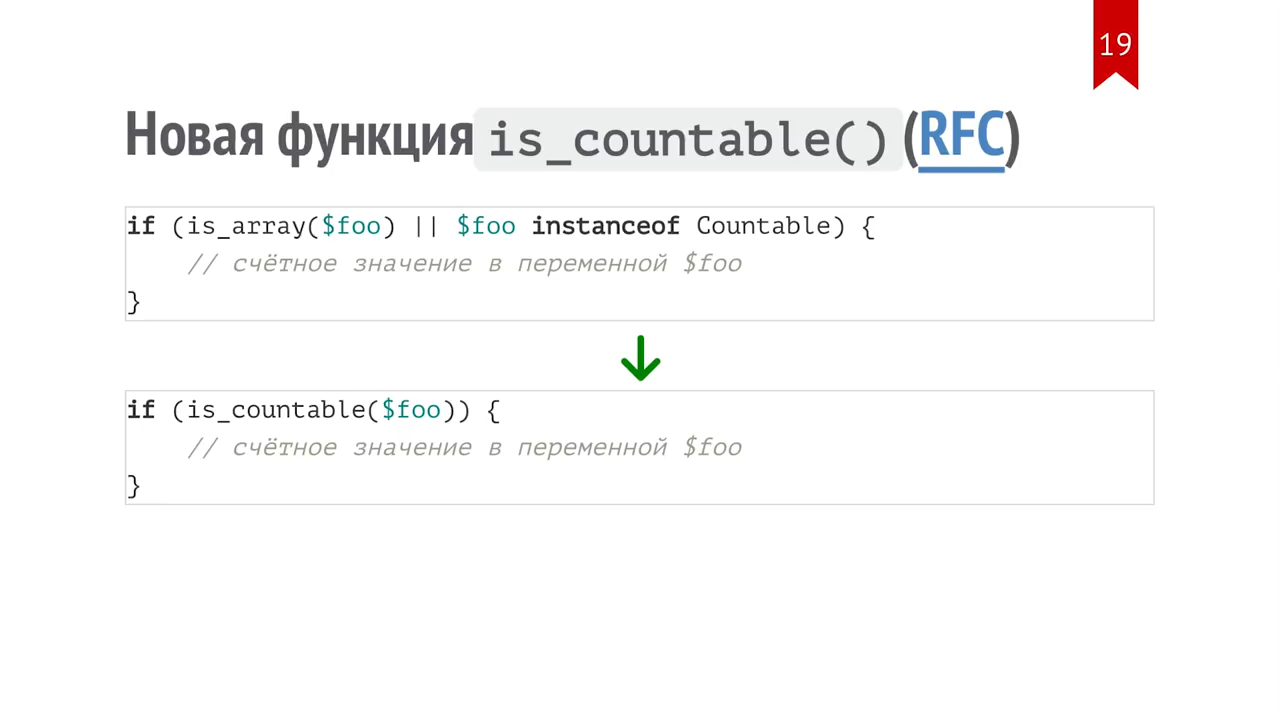 19
Новая функция is_countable() (RFC)
if (is_array($foo) || $foo instanceof Countable) {
    // счётное значение в переменной $foo
}
if (is_countable($foo)) {
    // счётное значение в переменной $foo
}